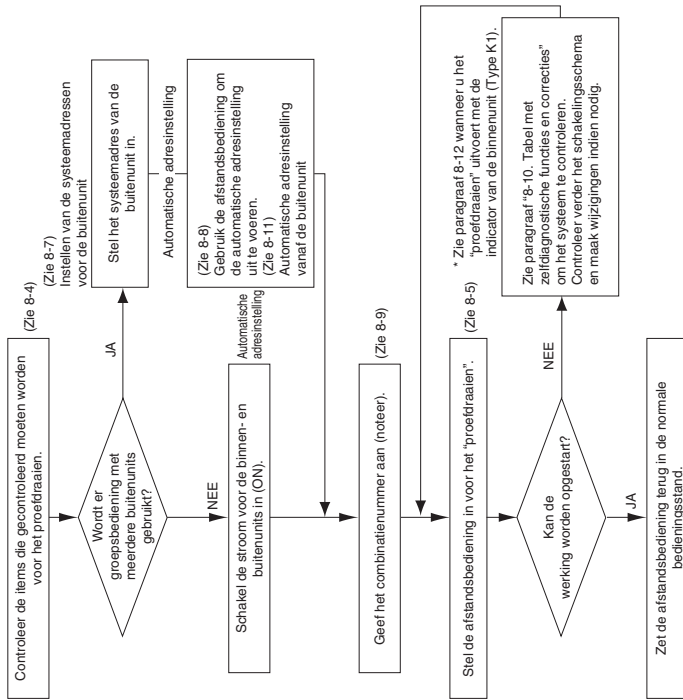 Controleer de items die gecontroleerd moeten worden
voor het proefdraaien.
(Zie 8-4)
Wordt er
groepsbediening met
meerdere buitenunits
gebruikt?
JA
(Zie 8-7)
Instellen van de systeemadressen
voor de buitenunit
Stel het systeemadres van de
buitenunit in.
Automatische adresinstelling
(Zie 8-8)
Gebruik de afstandsbediening om
de automatische adresinstelling
uit te voeren.
(Zie 8-11)
Automatische adresinstelling
vanaf de buitenunit
NEE
Schakel de stroom voor de binnen- en
buitenunits in (ON).
Automatische
adresinstelling
Geef het combinatienummer aan (noteer).
(Zie 8-9)
Stel de afstandsbediening in voor het “proefdraaien”.
(Zie 8-5)
* Zie paragraaf 8-12 wanneer u het
“proefdraaien” uitvoert met de
indicator van de binnenunit (Type K1).
Kan de
werking worden opgestart?
NEE
Zie paragraaf “8-10. Tabel met
zelfdiagnostische functies en correcties”
om het systeem te controleren.
Controleer verder het schakelingsschema
en maak wijzigingen indien nodig.
JA
Zet de afstandsbediening terug in de normale
bedieningsstand.